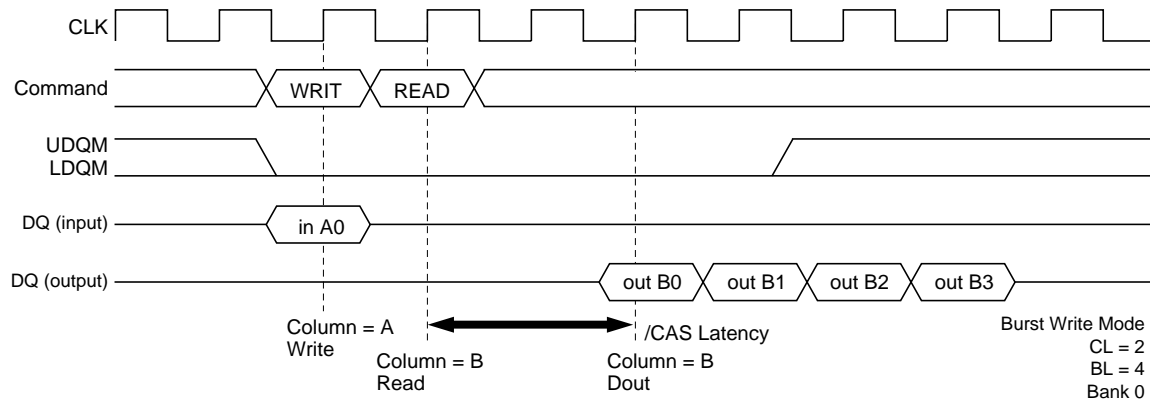 CLK
Command
WRIT
READ
UDQM
LDQM
DQ (input)
in A0
DQ (output)
out B0
out B1
out B2
out B3
Column = A
Write
Column = B
Read
/CAS Latency
Column = B
Dout
Burst Write Mode
CL = 2
BL = 4
Bank 0